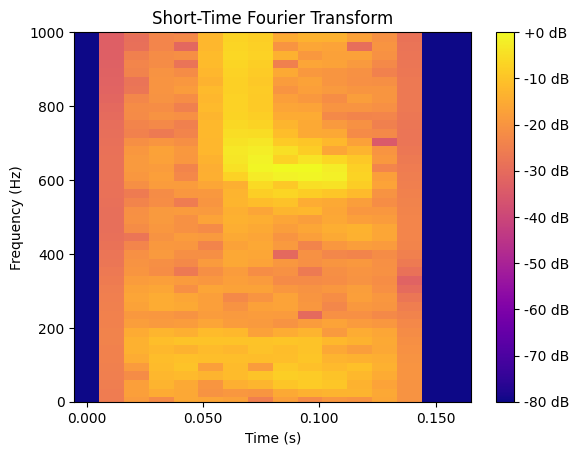 Short-Time Fourier Transform
1000
800
600
400
200
0
Frequency (Hz)
0.000
0.050
0.100
0.150
Time (s)
+0 dB
-10 dB
-20 dB
-30 dB
-40 dB
-50 dB
-60 dB
-70 dB
-80 dB